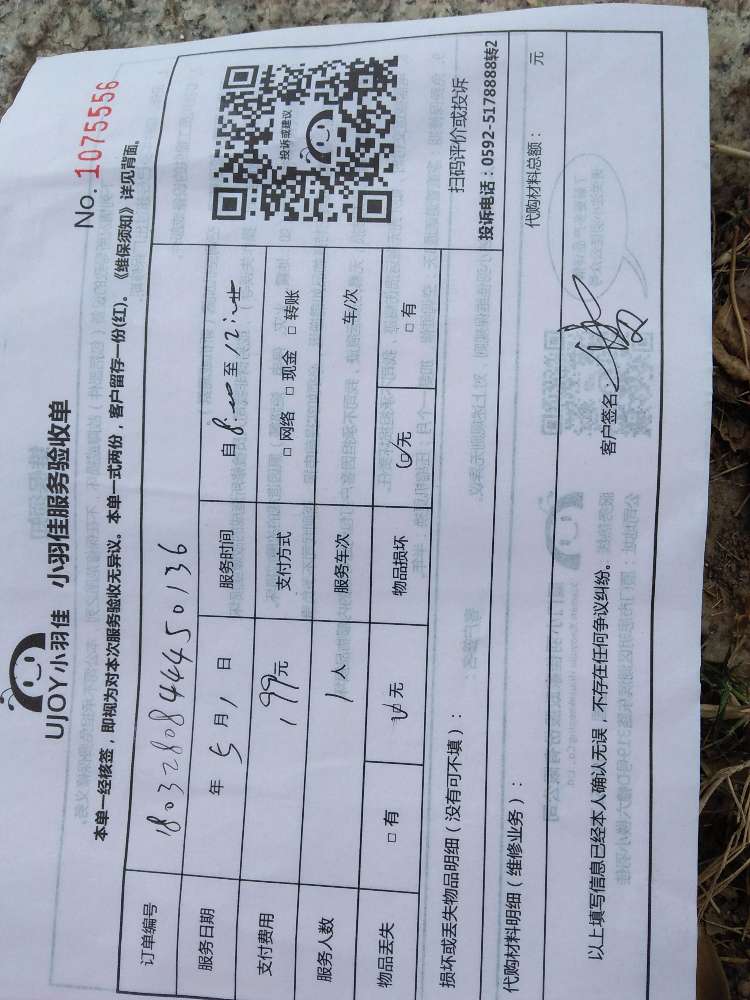 UJOY小羽佳 小羽佳服务验收单
No. 1075556
本单一经核签，即视为对本次服务验收无异议。本单一式两份，客户留存一份(红)。《维保须知》详见背面。
订单编号 18032808444450136
服务日期 年 5 月 1 日 服务时间 自 8:00 至 12:00
支付费用 199元 支付方式 □ 网络 □ 现金 □ 转账
服务人数 1 人 服务车次 车/次
物品丢失 □ 有 ☑ 无 物品损坏 ☑ 无 □ 有
投诉或建议
扫码评价或投诉
投诉电话：0592-5178888转2
损坏或丢失物品明细（没有可不填）：
代购材料明细（维修业务）： 代购材料总额： 元
以上填写信息已经本人确认无误，不存在任何争议纠纷。 客户签名：